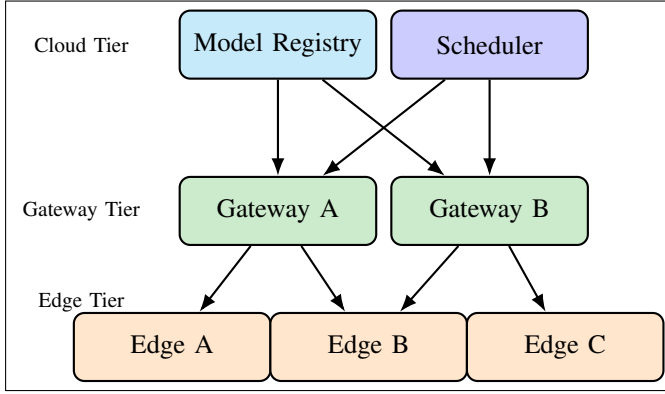 Cloud Tier
Model Registry
Scheduler
Gateway Tier
Gateway A
Gateway B
Edge Tier
Edge A
Edge B
Edge C